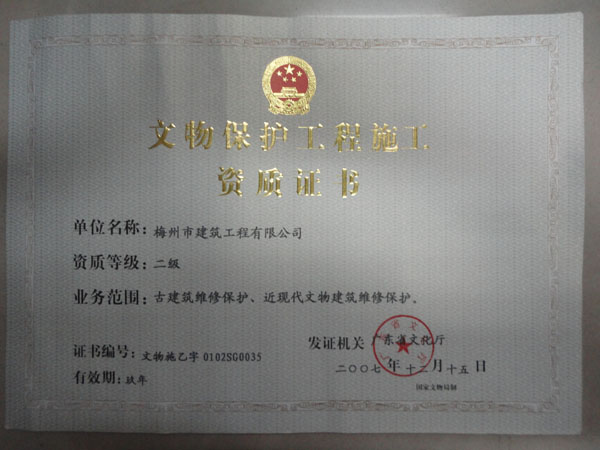 文物保护工程施工
资质证书
单位名称：梅州市建筑工程有限公司
资质等级：二级
业务范围：古建筑维修保护、近现代文物建筑维修保护。
证书编号：文物施乙字 0102SG0035
有效期：玖年
发证机关 广东省文化厅
二〇〇七年十二月十五日
国家文物局制